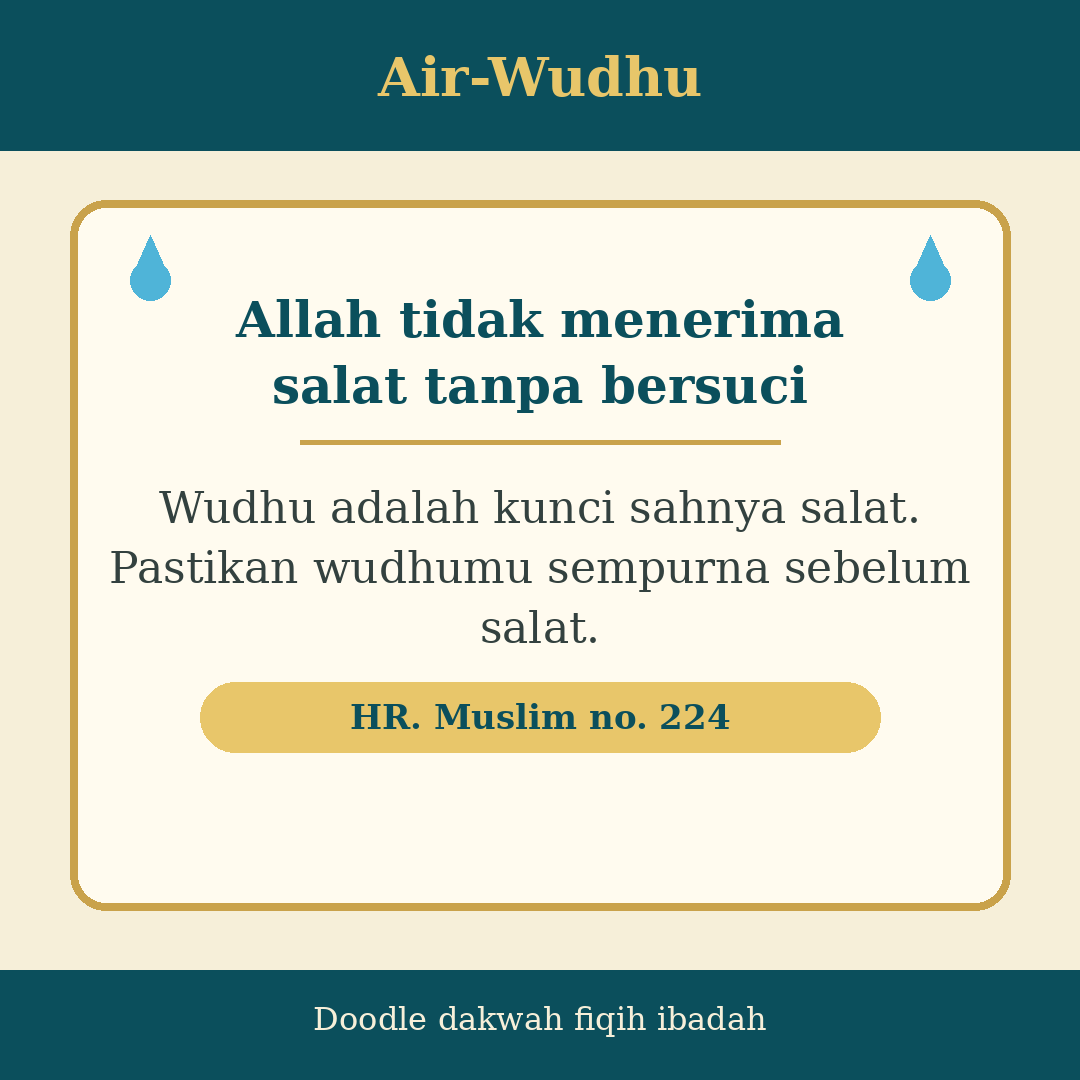 Air-Wudhu
Allah tidak menerima
salat tanpa bersuci
Wudhu adalah kunci sahnya salat.
Pastikan wudhumu sempurna sebelum
salat.
HR. Muslim no. 224
Doodle dakwah fiqih ibadah